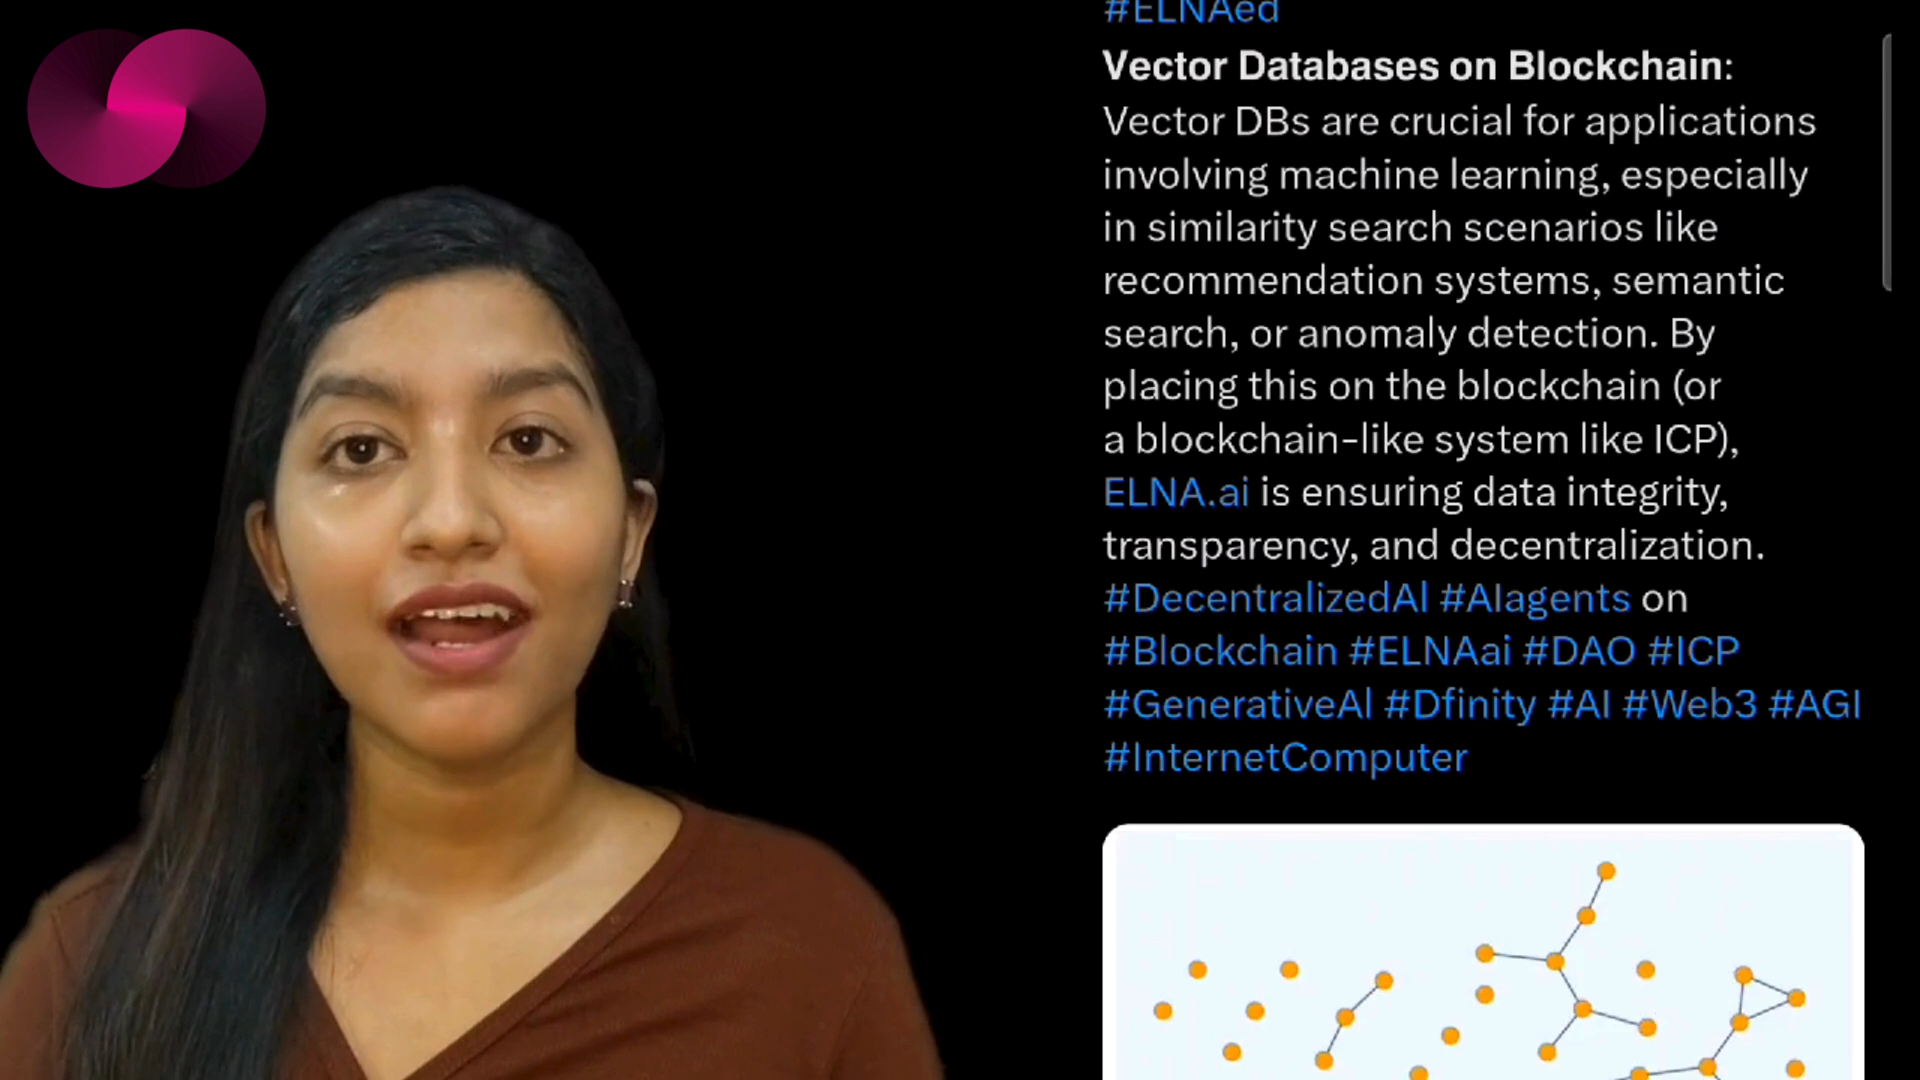 #ELNAed
Vector Databases on Blockchain:
Vector DBs are crucial for applications
involving machine learning, especially
in similarity search scenarios like
recommendation systems, semantic
search, or anomaly detection. By
placing this on the blockchain (or
a blockchain-like system like ICP),
ELNA.ai is ensuring data integrity,
transparency, and decentralization.
#DecentralizedAl #AIagents on
#Blockchain #ELNAai #DAO #ICP
#GenerativeAl #Dfinity #AI #Web3 #AGI
#InternetComputer